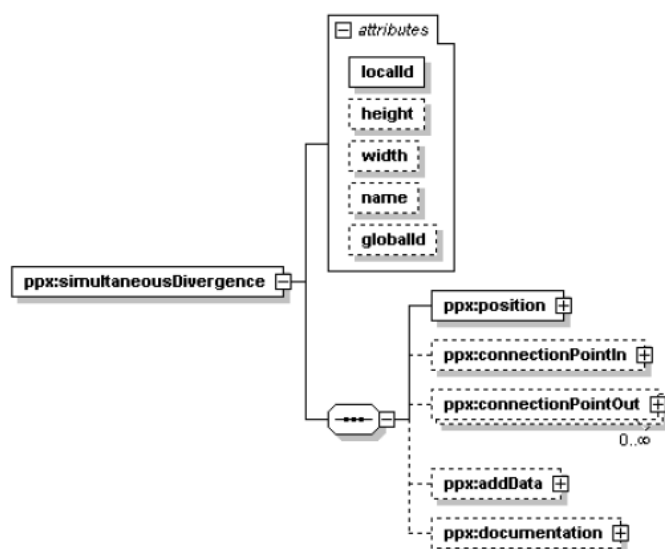 attributes
localId
height
width
name
globalId
ppx:simultaneousDivergence
ppx:position
ppx:connectionPointIn
ppx:connectionPointOut
0..∞
ppx:addData
ppx:documentation